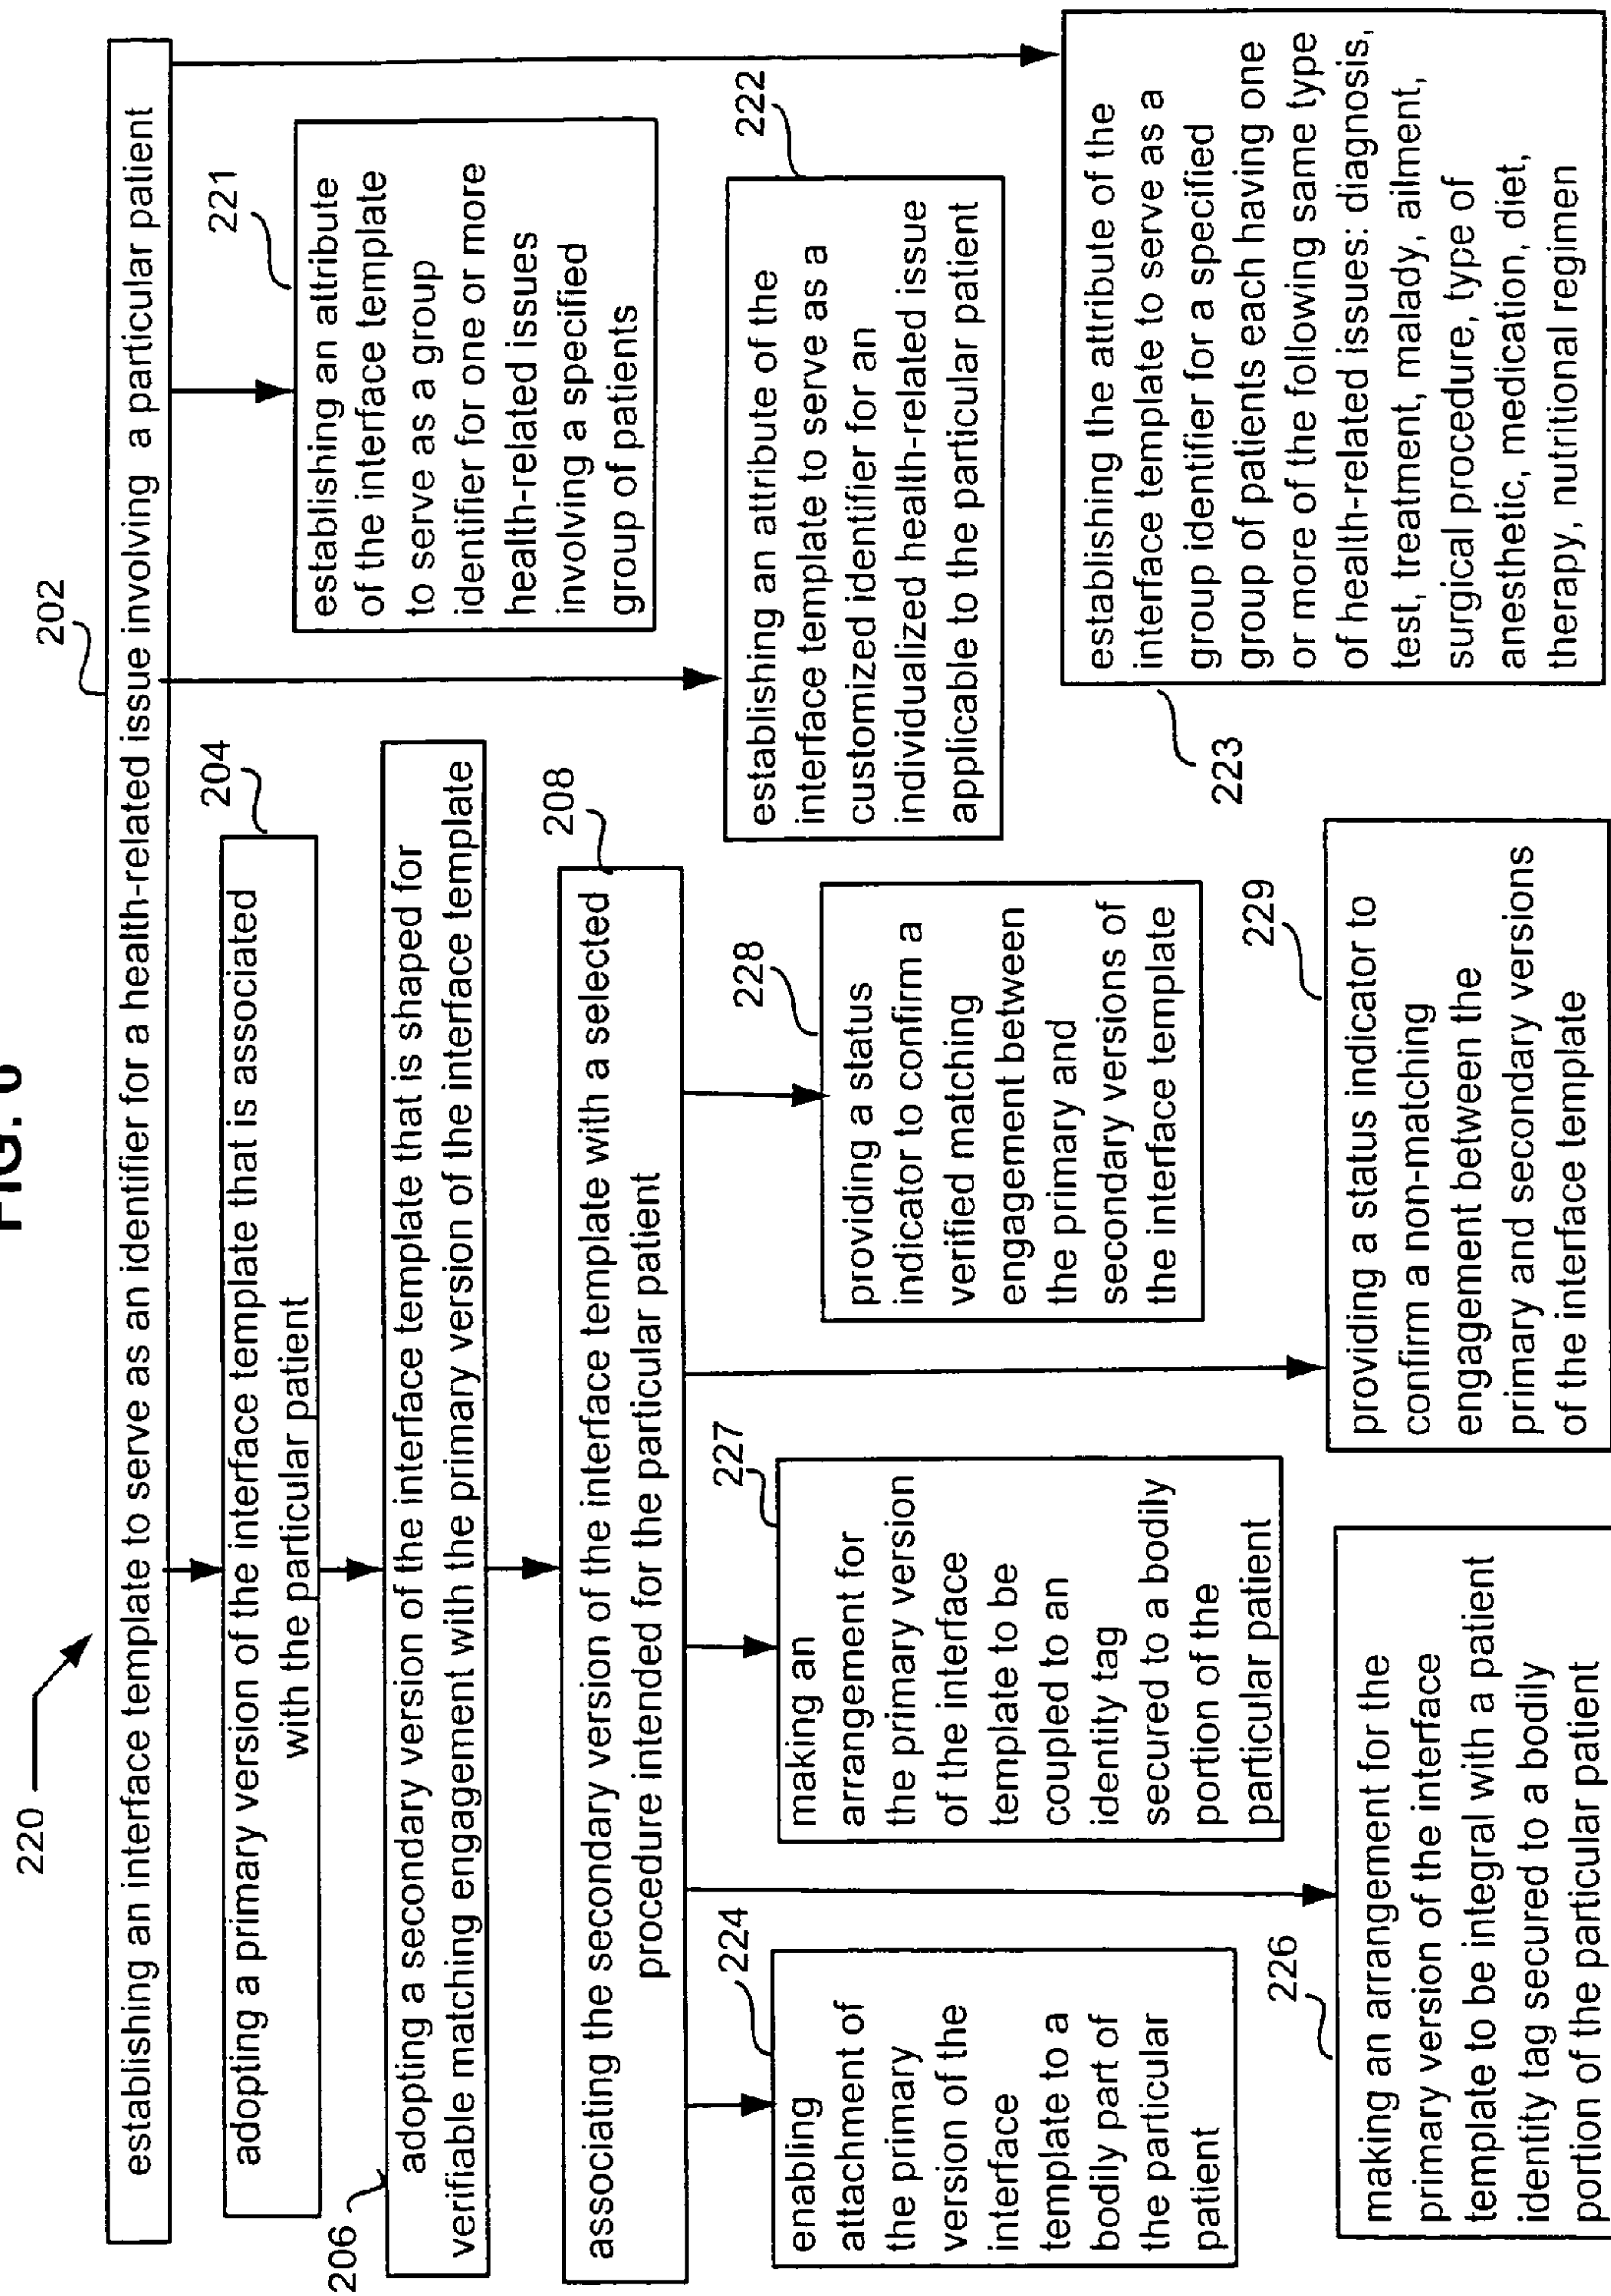 FIG. 6
220
202
establishing an interface template to serve as an identifier for a health-related issue involving a particular patient
204
adopting a primary version of the interface template that is associated
with the particular patient
206
adopting a secondary version of the interface template that is shaped for
verifiable matching engagement with the primary version of the interface template
208
associating the secondary version of the interface template with a selected
procedure intended for the particular patient
221
establishing an attribute
of the interface template
to serve as a group
identifier for one or more
health-related issues
involving a specified
group of patients
222
establishing an attribute of the
interface template to serve as a
customized identifier for an
individualized health-related issue
applicable to the particular patient
223
establishing the attribute of the
interface template to serve as a
group identifier for a specified
group of patients each having one
or more of the following same type
of health-related issues: diagnosis,
test, treatment, malady, ailment,
surgical procedure, type of
anesthetic, medication, diet,
therapy, nutritional regimen
224
enabling
attachment of
the primary
version of the
interface
template to a
bodily part of
the particular
patient
226
making an arrangement for the
primary version of the interface
template to be integral with a patient
identity tag secured to a bodily
portion of the particular patient
227
making an
arrangement for
the primary version
of the interface
template to be
coupled to an
identity tag
secured to a bodily
portion of the
particular patient
228
providing a status
indicator to confirm a
verified matching
engagement between
the primary and
secondary versions of
the interface template
229
providing a status indicator to
confirm a non-matching
engagement between the
primary and secondary versions
of the interface template